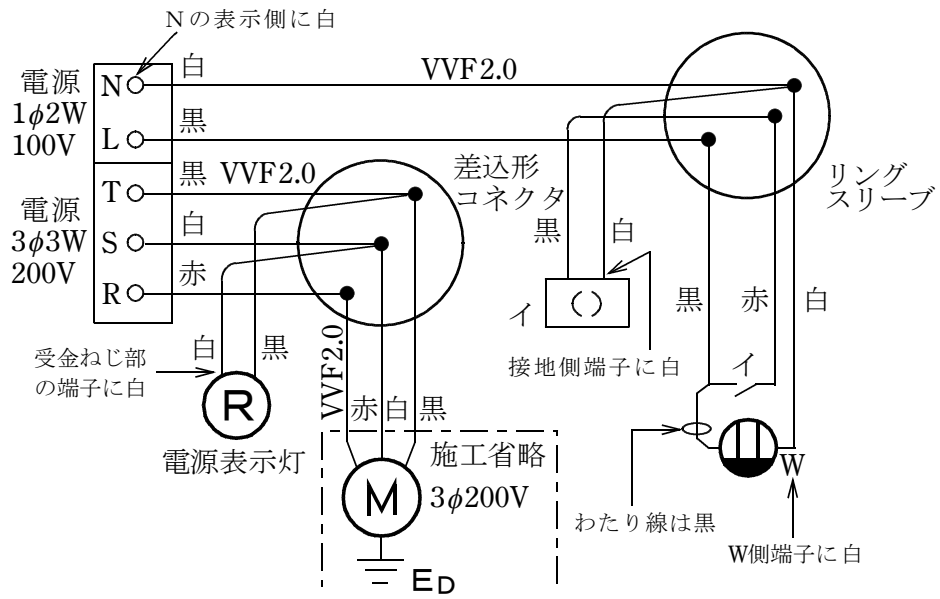 Nの表示側に白
電源
1φ2W
100V
N
白
VVF2.0
L
黒
電源
3φ3W
200V
T
黒
VVF2.0
S
白
R
赤
差込形
コネクタ
リング
スリーブ
黒
白
イ
接地側端子に白
黒
赤
白
イ
受金ねじ部
の端子に白
白
黒
R
電源表示灯
VVF2.0
赤
白
黒
施工省略
3φ200V
M
ED
わたり線は黒
W
W側端子に白